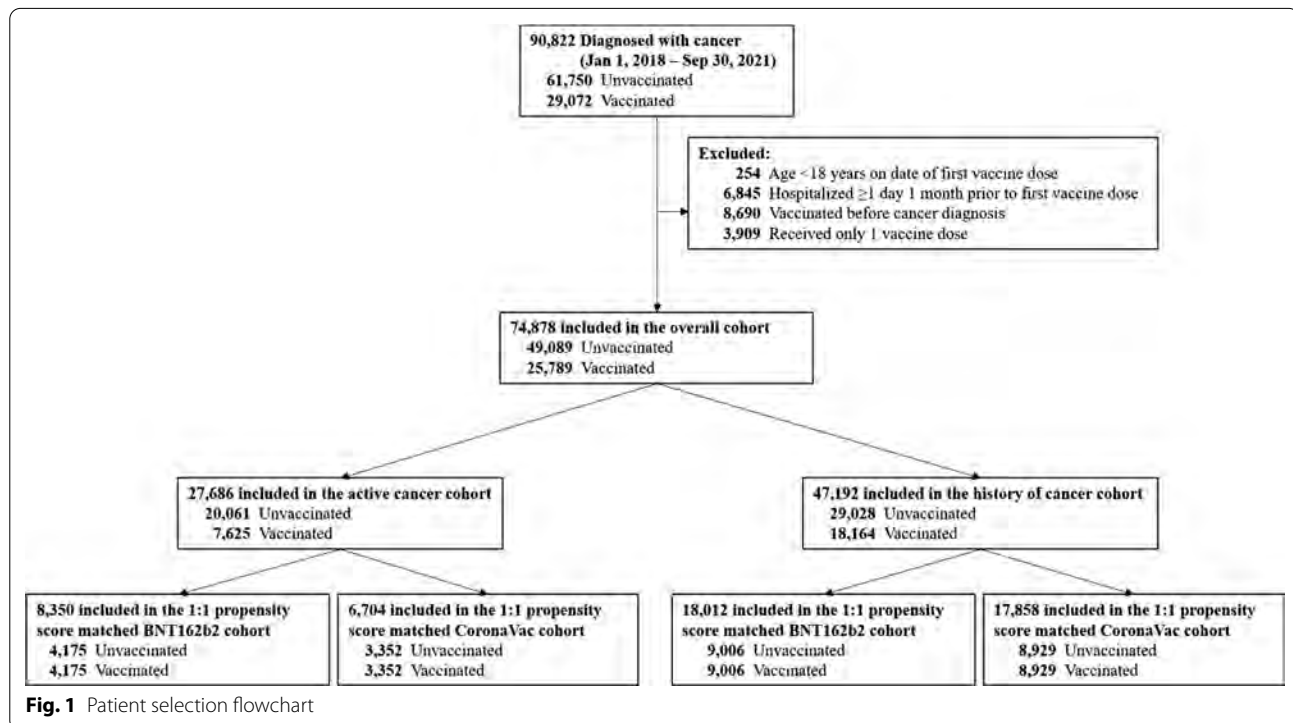 90,822 Diagnosed with cancer
(Jan 1, 2018 – Sep 30, 2021)
61,750 Unvaccinated
29,072 Vaccinated
Excluded:
254 Age <18 years on date of first vaccine dose
6,845 Hospitalized ≥1 day 1 month prior to first vaccine dose
8,690 Vaccinated before cancer diagnosis
3,909 Received only 1 vaccine dose
74,878 included in the overall cohort
49,089 Unvaccinated
25,789 Vaccinated
27,686 included in the active cancer cohort
20,061 Unvaccinated
7,625 Vaccinated
47,192 included in the history of cancer cohort
29,028 Unvaccinated
18,164 Vaccinated
8,350 included in the 1:1 propensity
score matched BNT162b2 cohort
4,175 Unvaccinated
4,175 Vaccinated
6,704 included in the 1:1 propensity
score matched CoronaVac cohort
3,352 Unvaccinated
3,352 Vaccinated
18,012 included in the 1:1 propensity
score matched BNT162b2 cohort
9,006 Unvaccinated
9,006 Vaccinated
17,858 included in the 1:1 propensity
score matched CoronaVac cohort
8,929 Unvaccinated
8,929 Vaccinated
Fig. 1 Patient selection flowchart